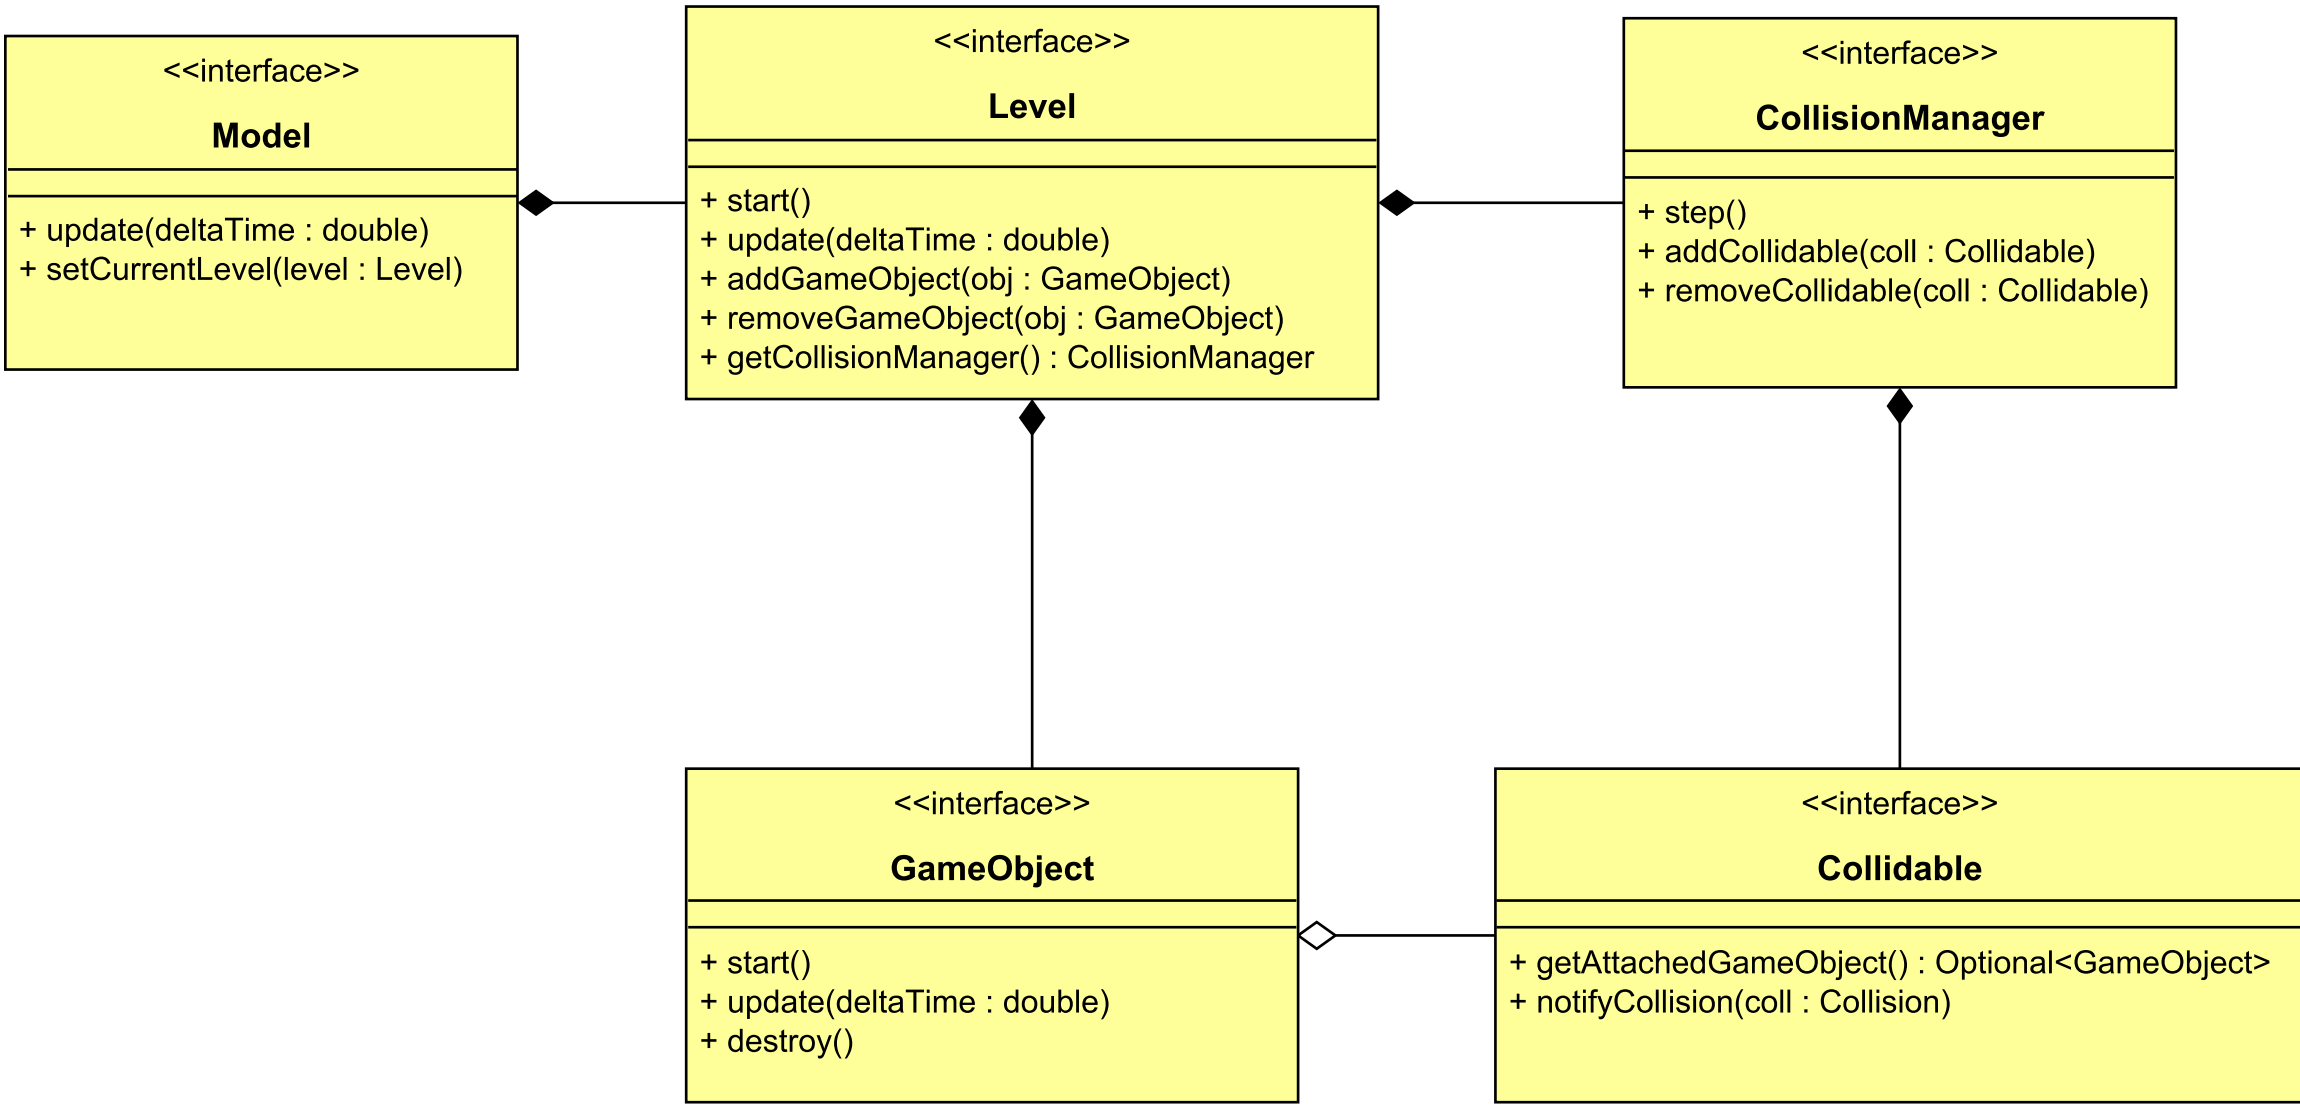 <<interface>>
Model
+ update(deltaTime : double)
+ setCurrentLevel(level : Level)
<<interface>>
Level
+ start()
+ update(deltaTime : double)
+ addGameObject(obj : GameObject)
+ removeGameObject(obj : GameObject)
+ getCollisionManager() : CollisionManager
<<interface>>
CollisionManager
+ step()
+ addCollidable(coll : Collidable)
+ removeCollidable(coll : Collidable)
<<interface>>
GameObject
+ start()
+ update(deltaTime : double)
+ destroy()
<<interface>>
Collidable
+ getAttachedGameObject() : Optional<GameObject>
+ notifyCollision(coll : Collision)